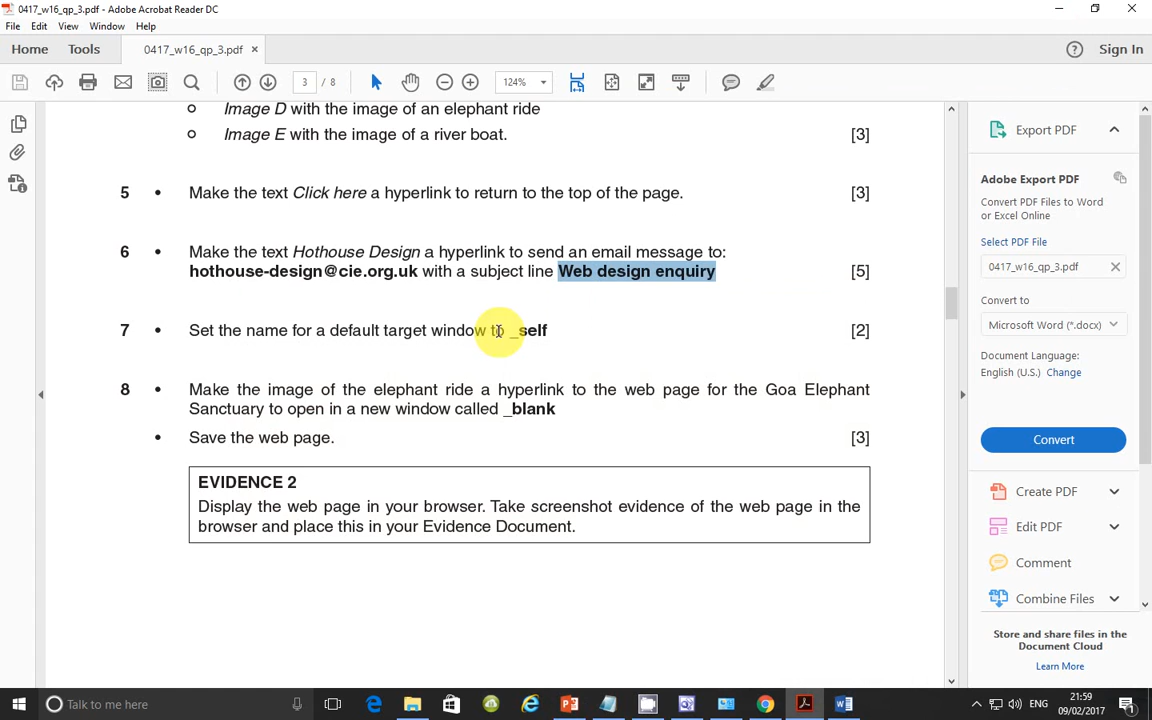 0417_w16_qp_3.pdf - Adobe Acrobat Reader DC
File Edit View Window Help
Home Tools 0417_w16_qp_3.pdf × Sign In
3 / 8 124%
Image D with the image of an elephant ride
Image E with the image of a river boat. [3]
5 • Make the text Click here a hyperlink to return to the top of the page. [3]
6 • Make the text Hothouse Design a hyperlink to send an email message to:
hothouse-design@cie.org.uk with a subject line Web design enquiry [5]
7 • Set the name for a default target window to _self [2]
8 • Make the image of the elephant ride a hyperlink to the web page for the Goa Elephant
Sanctuary to open in a new window called _blank
• Save the web page. [3]
EVIDENCE 2
Display the web page in your browser. Take screenshot evidence of the web page in the
browser and place this in your Evidence Document.
Export PDF
Adobe Export PDF
Convert PDF Files to Word
or Excel Online
Select PDF File
0417_w16_qp_3.pdf
Convert to
Microsoft Word (*.docx)
Document Language:
English (U.S.) Change
Convert
Create PDF
Edit PDF
Comment
Combine Files
Store and share files in the
Document Cloud
Learn More
Talk to me
ENG
21:59
09/02/2017